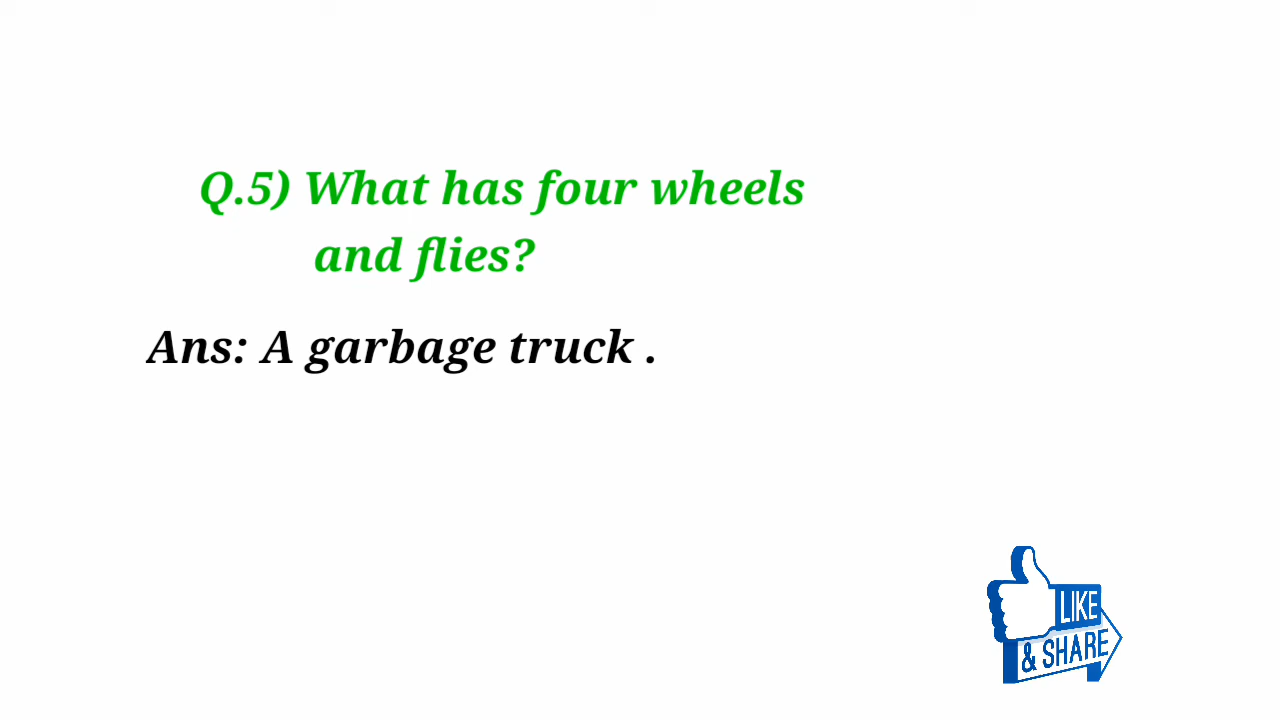 Q.5) What has four wheels
and flies?
Ans: A garbage truck .
LIKE
& SHARE